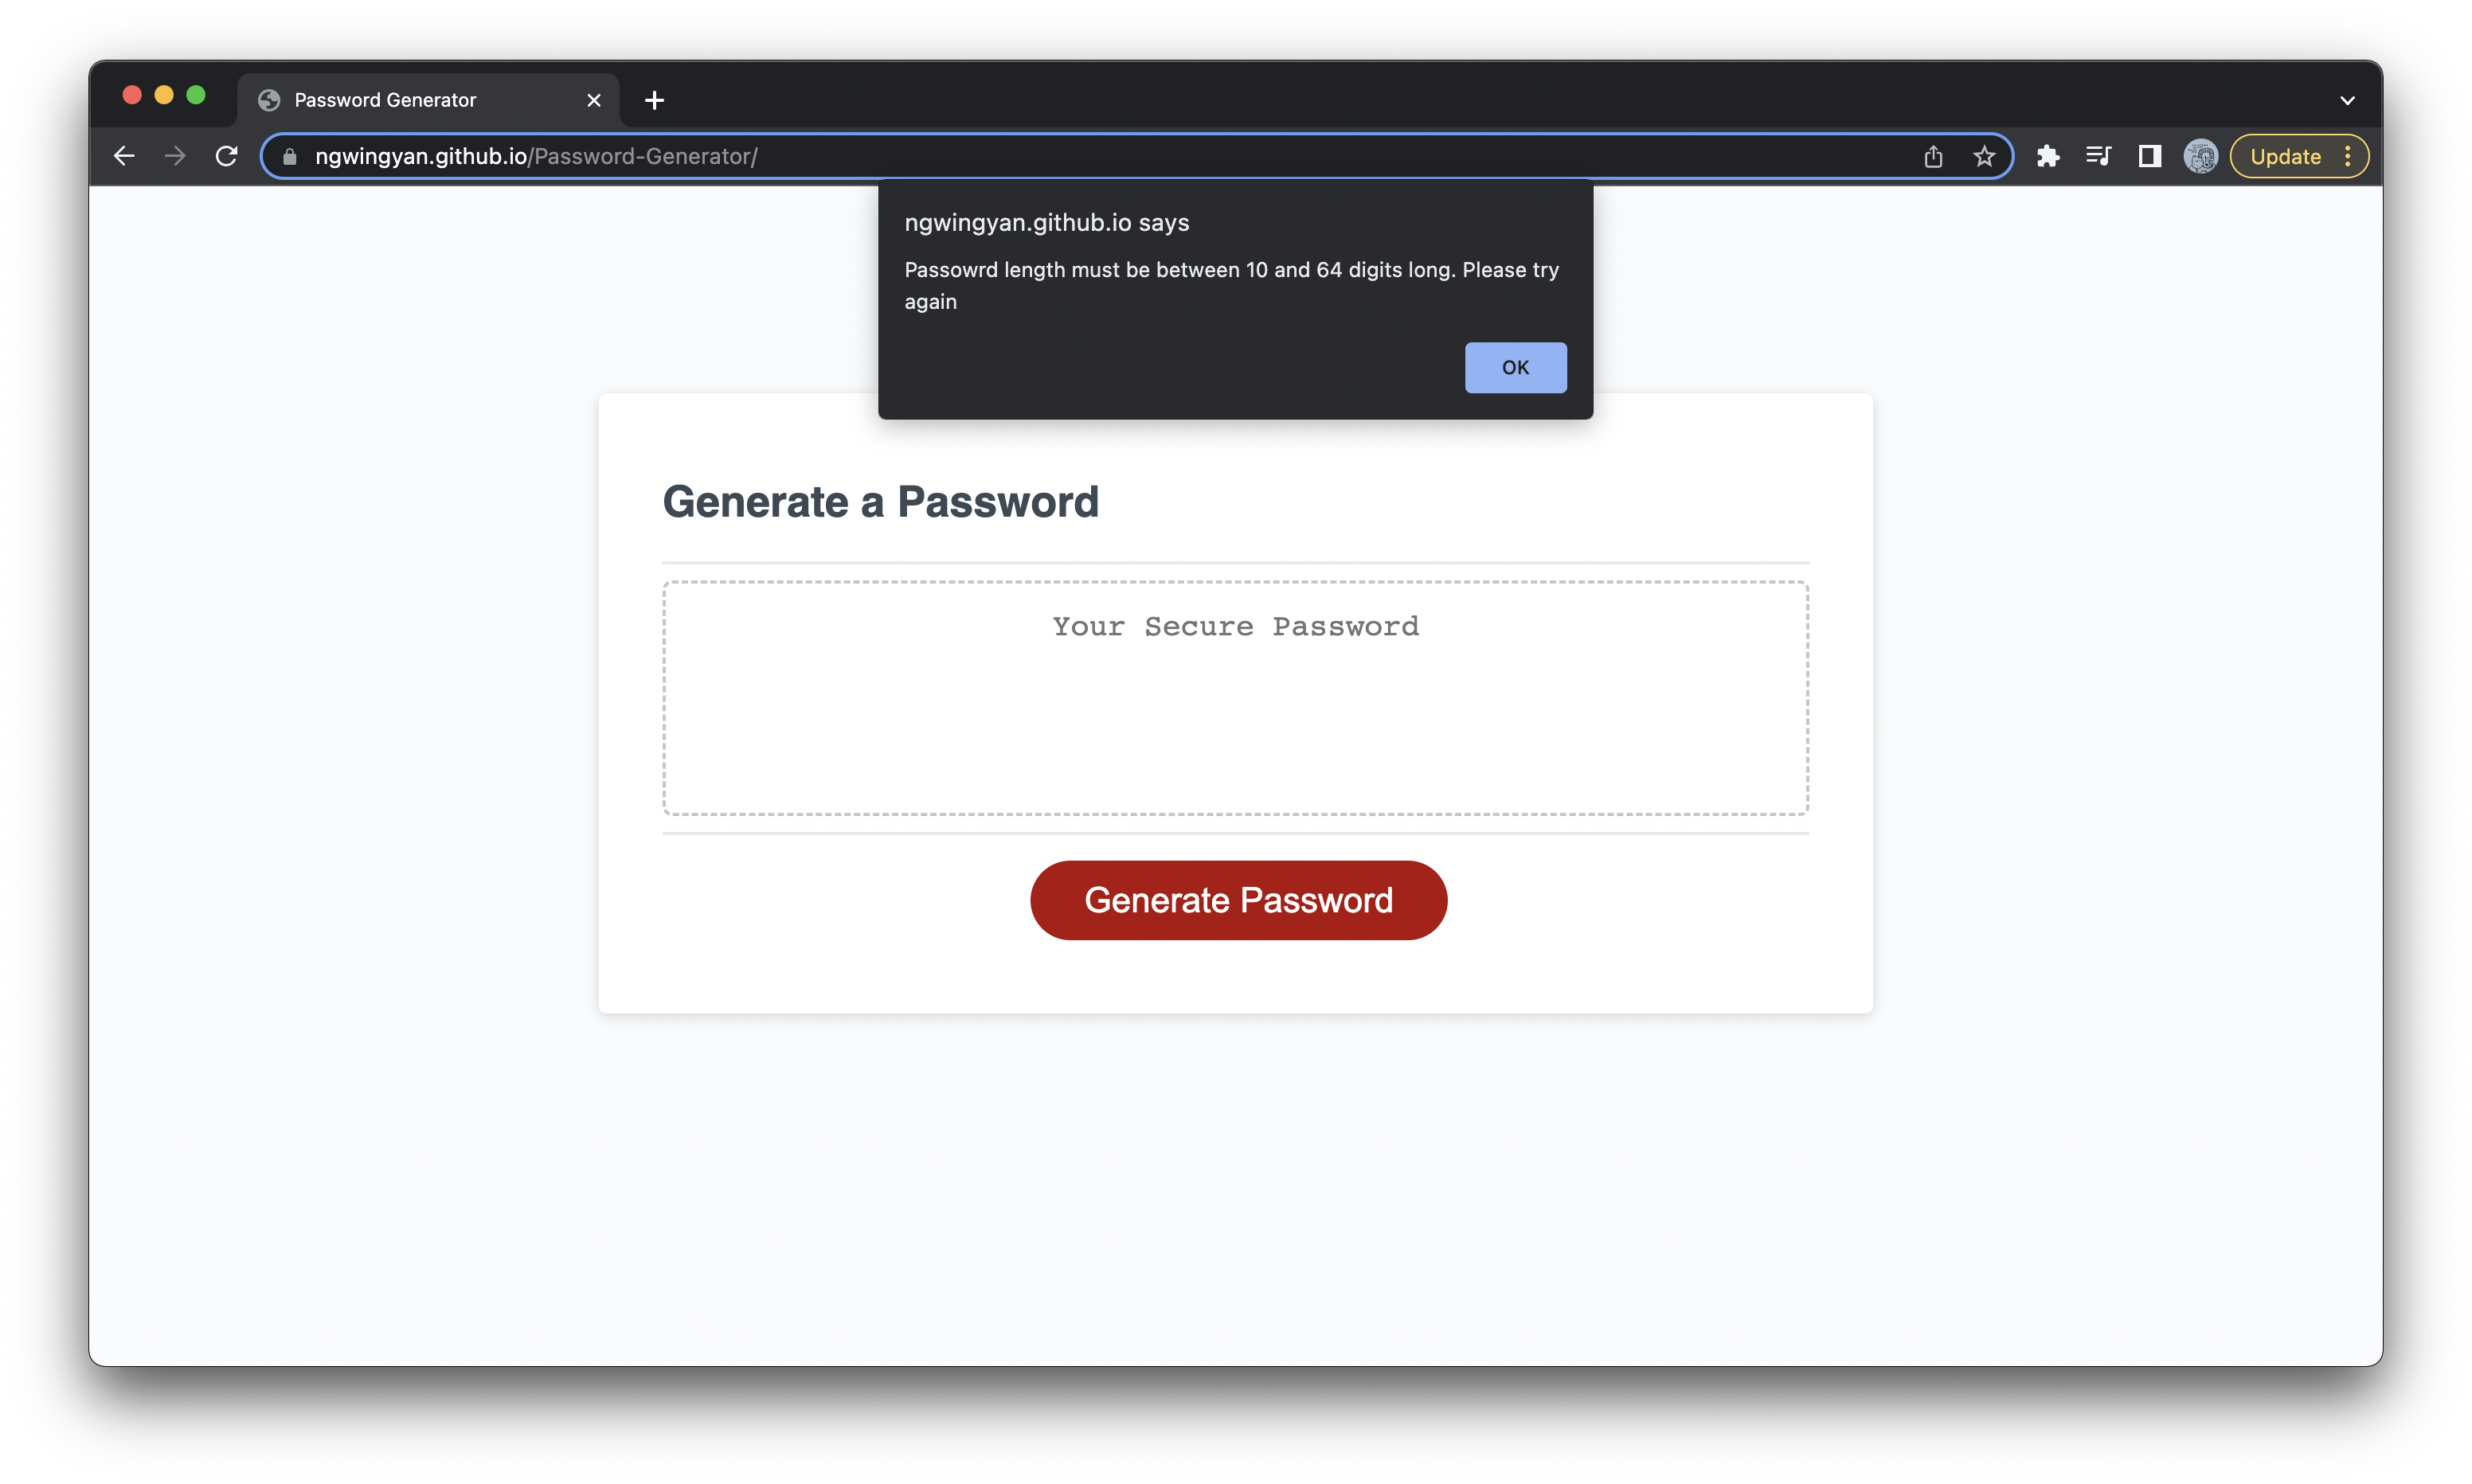 Password Generator
ngwingyan.github.io/Password-Generator/
Update
ngwingyan.github.io says
Passowrd length must be between 10 and 64 digits long. Please try
again
OK
Generate a Password
Your Secure Password
Generate Password